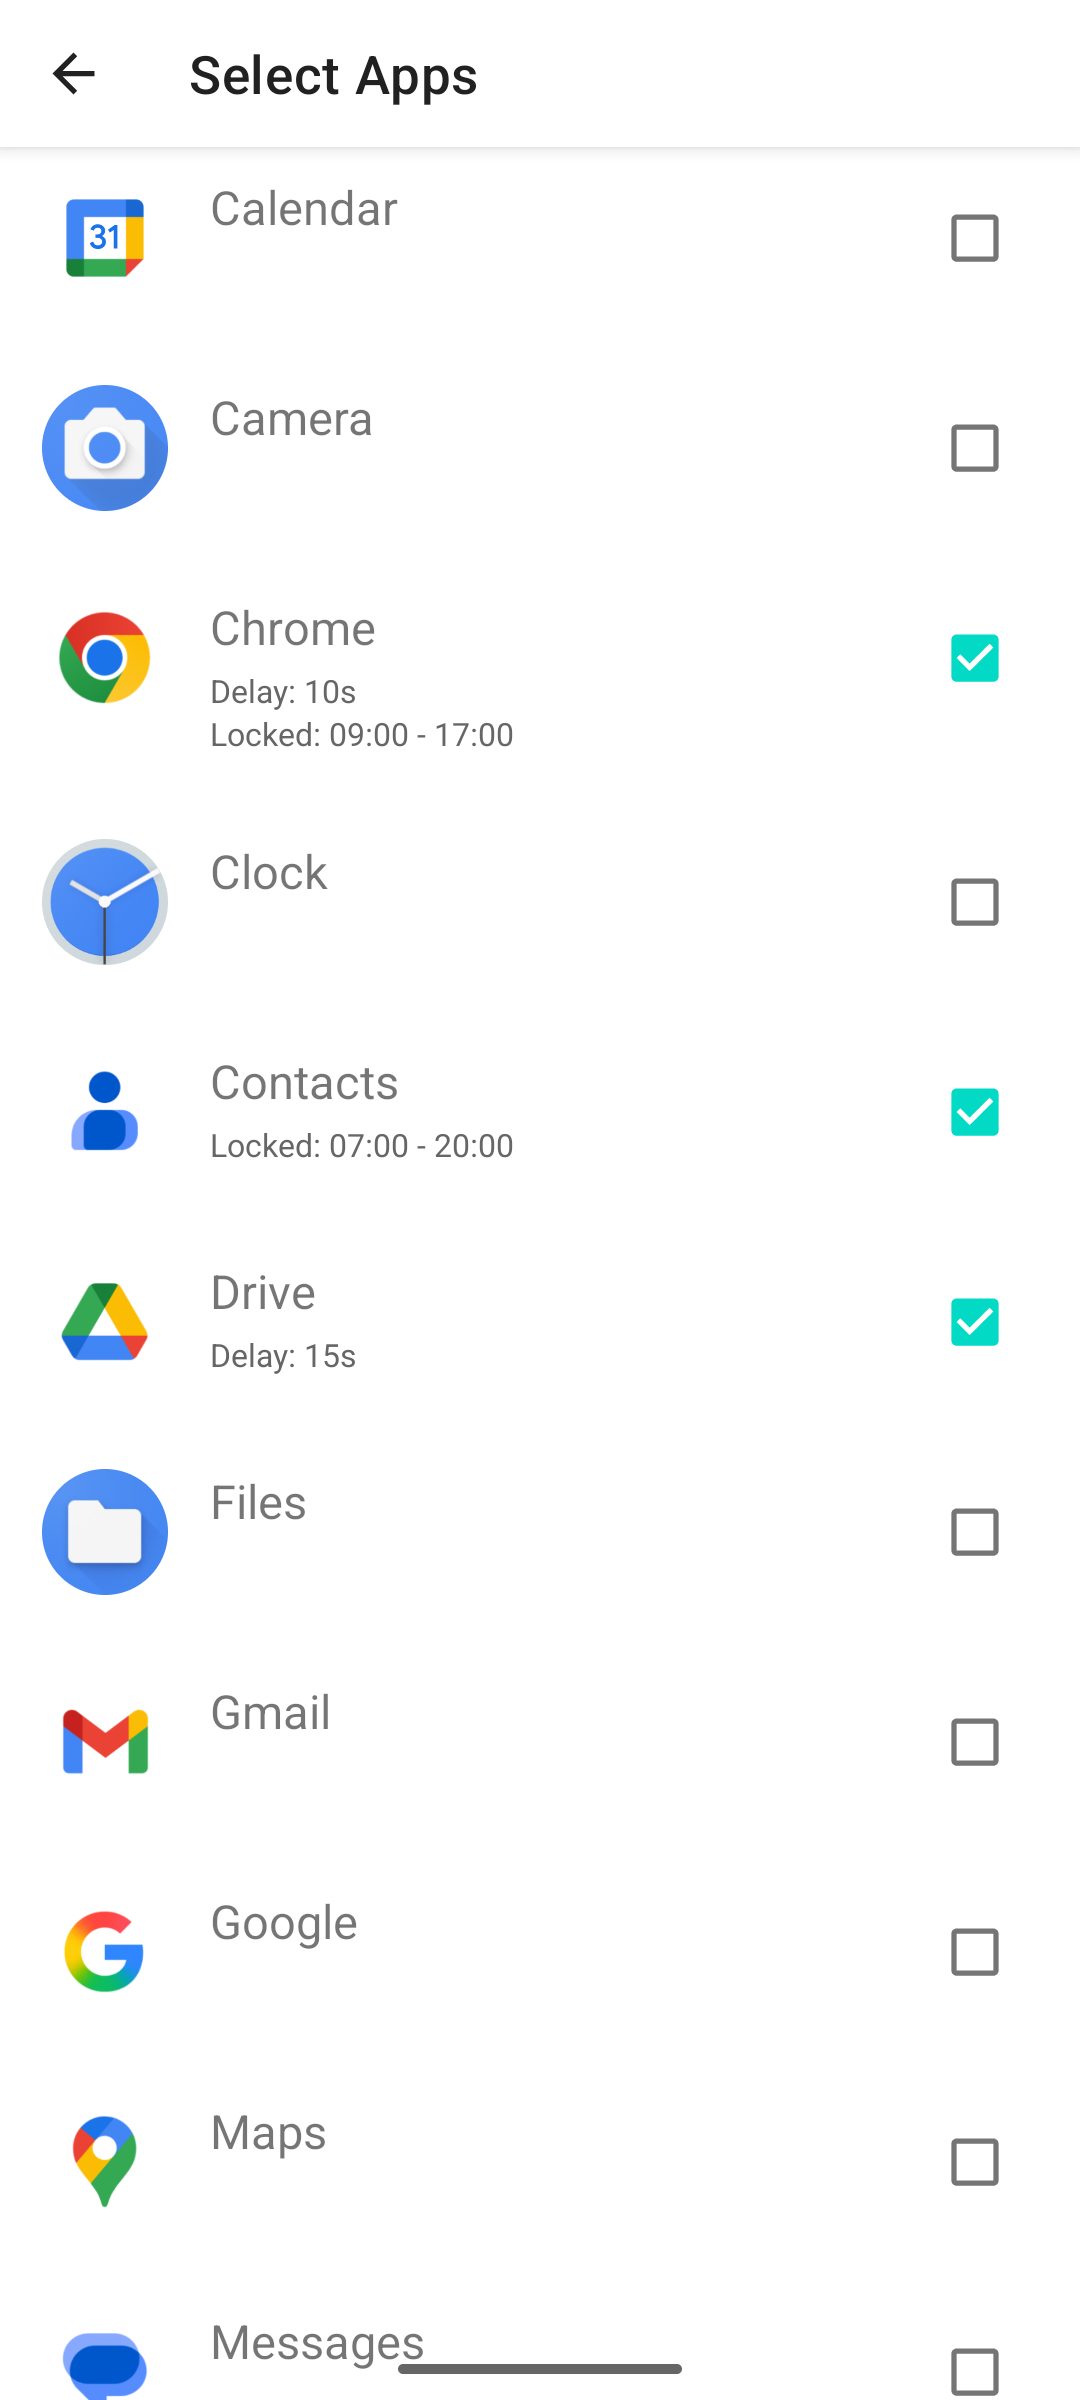 Select Apps
31
Calendar
Camera
Chrome
Delay: 10s
Locked: 09:00 - 17:00
Clock
Contacts
Locked: 07:00 - 20:00
Drive
Delay: 15s
Files
Gmail
Google
Maps
Messages